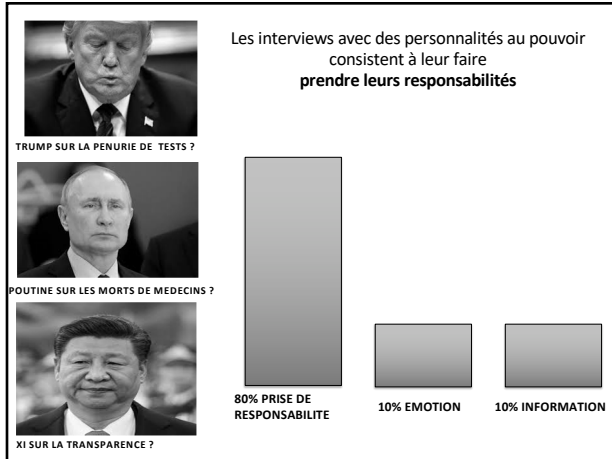 Les interviews avec des personnalités au pouvoir
consistent à leur faire
prendre leurs responsabilités
TRUMP SUR LA PENURIE DE TESTS ?
POUTINE SUR LES MORTS DE MEDECINS ?
XI SUR LA TRANSPARENCE ?
80% PRISE DE
RESPONSABILITE
10% EMOTION
10% INFORMATION